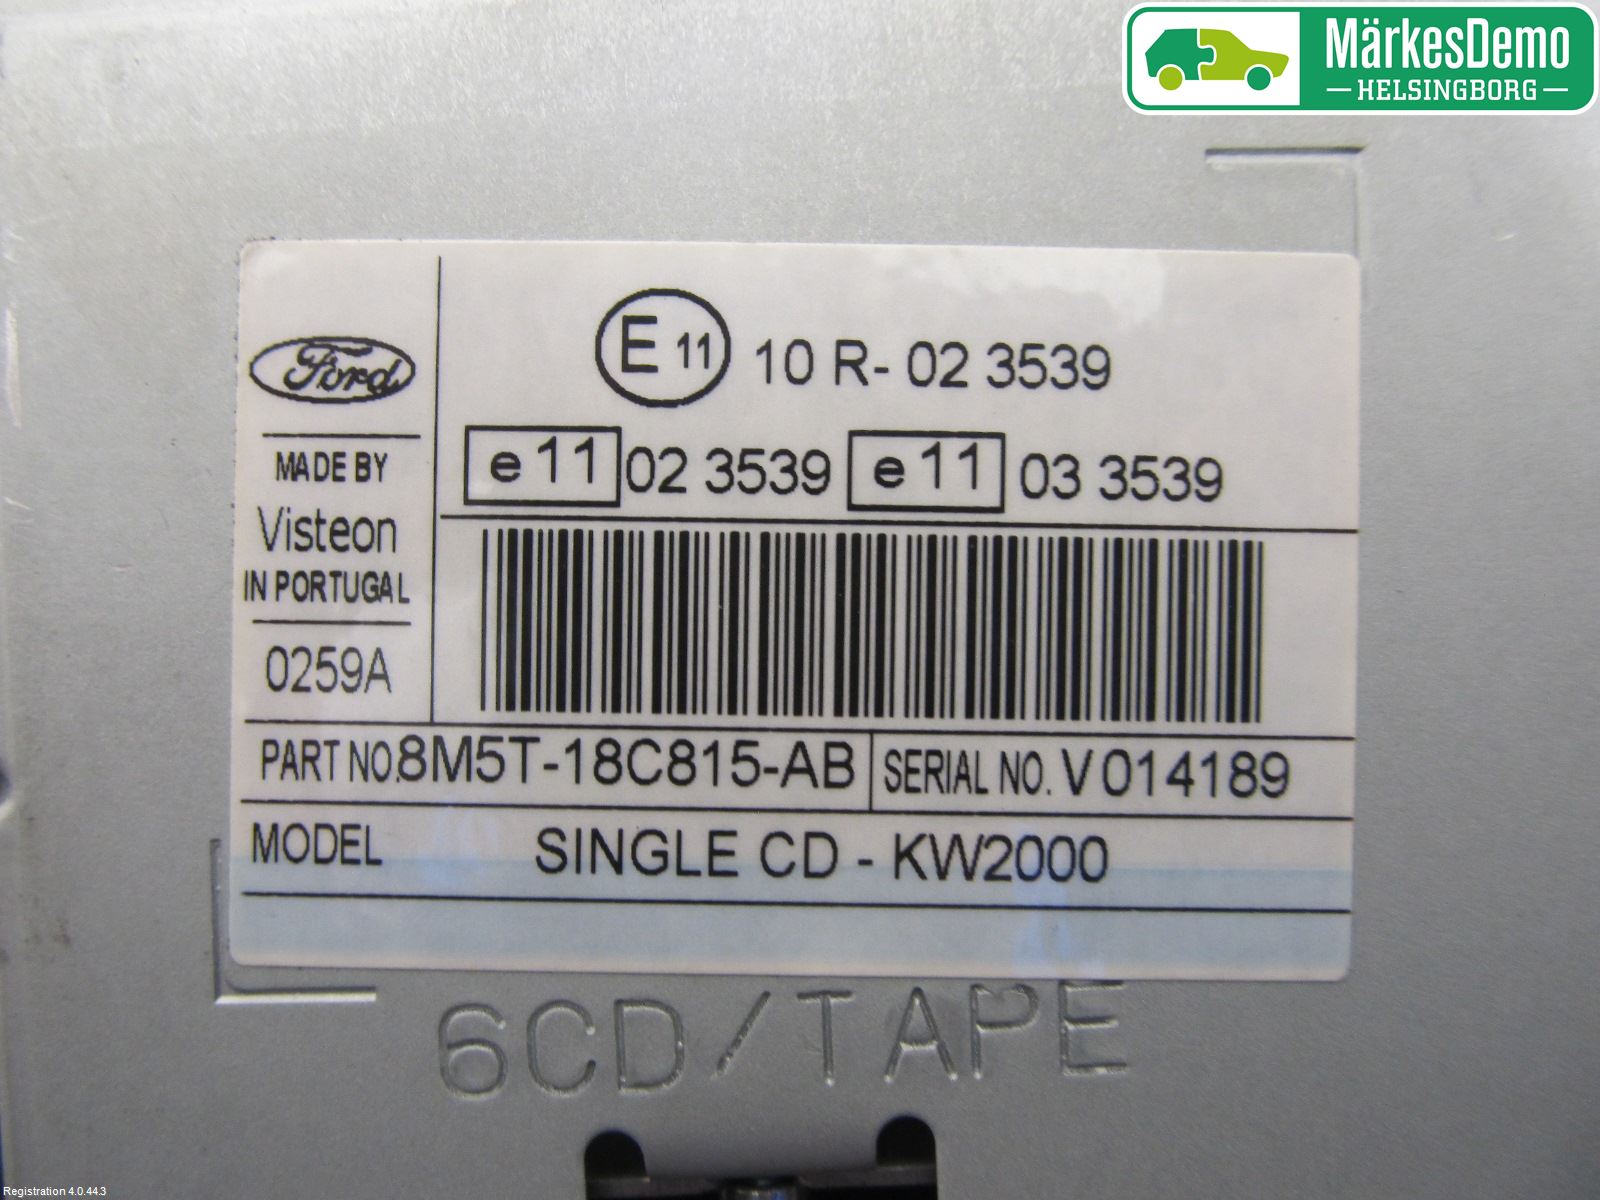 MärkesDemo
HELSINGBORG
Ford
MADE BY
Visteon
IN PORTUGAL
0259A
E 11 10 R- 02 3539
e 11 02 3539 e 11 03 3539
PART NO. 8M5T-18C815-AB SERIAL NO. V 014189
MODEL SINGLE CD - KW2000
6CD/TAPE
Registration 4.0.44.3